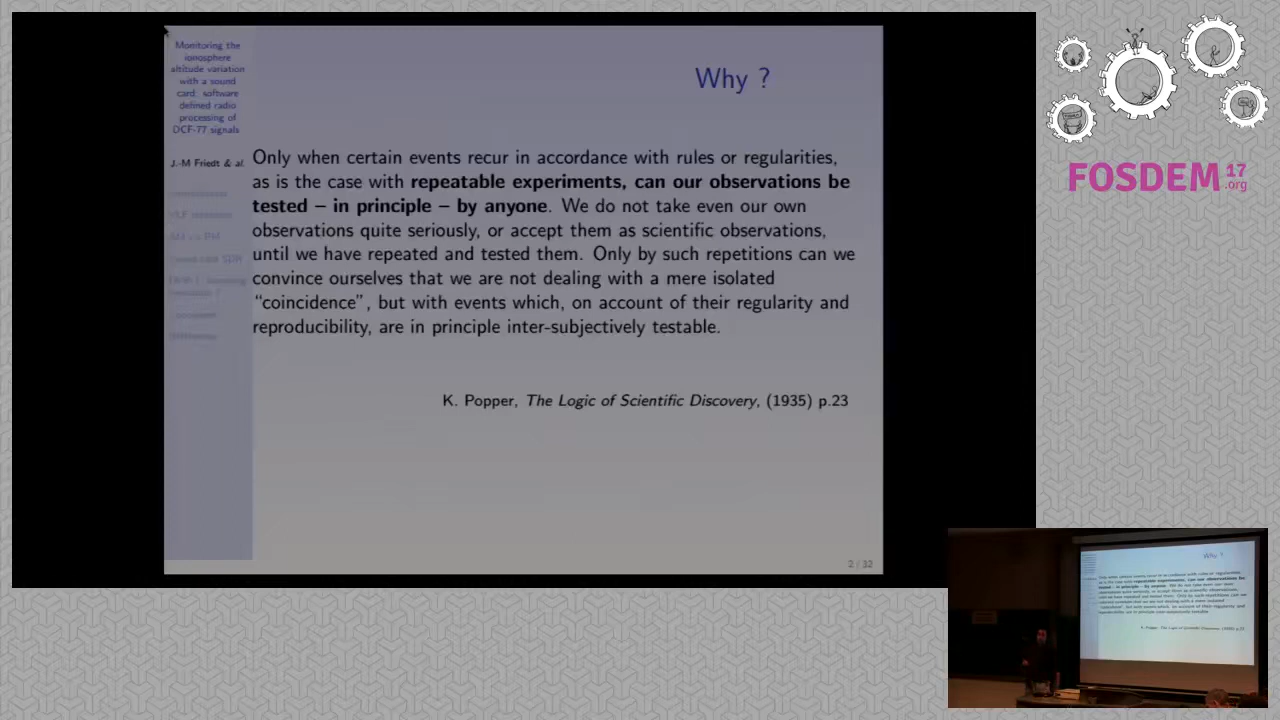 Monitoring the
ionosphere
altitude variation
with a sound
card: software
defined radio
processing of
DCF-77 signals
J.-M Friedt & al.
Why ?
Only when certain events recur in accordance with rules or regularities,
as is the case with repeatable experiments, can our observations be
tested – in principle – by anyone. We do not take even our own
observations quite seriously, or accept them as scientific observations,
until we have repeated and tested them. Only by such repetitions can we
convince ourselves that we are not dealing with a mere isolated
“coincidence”, but with events which, on account of their regularity and
reproducibility, are in principle inter-subjectively testable.
K. Popper, The Logic of Scientific Discovery, (1935) p.23
2 / 32
FOSDEM 17
.org
Why ?